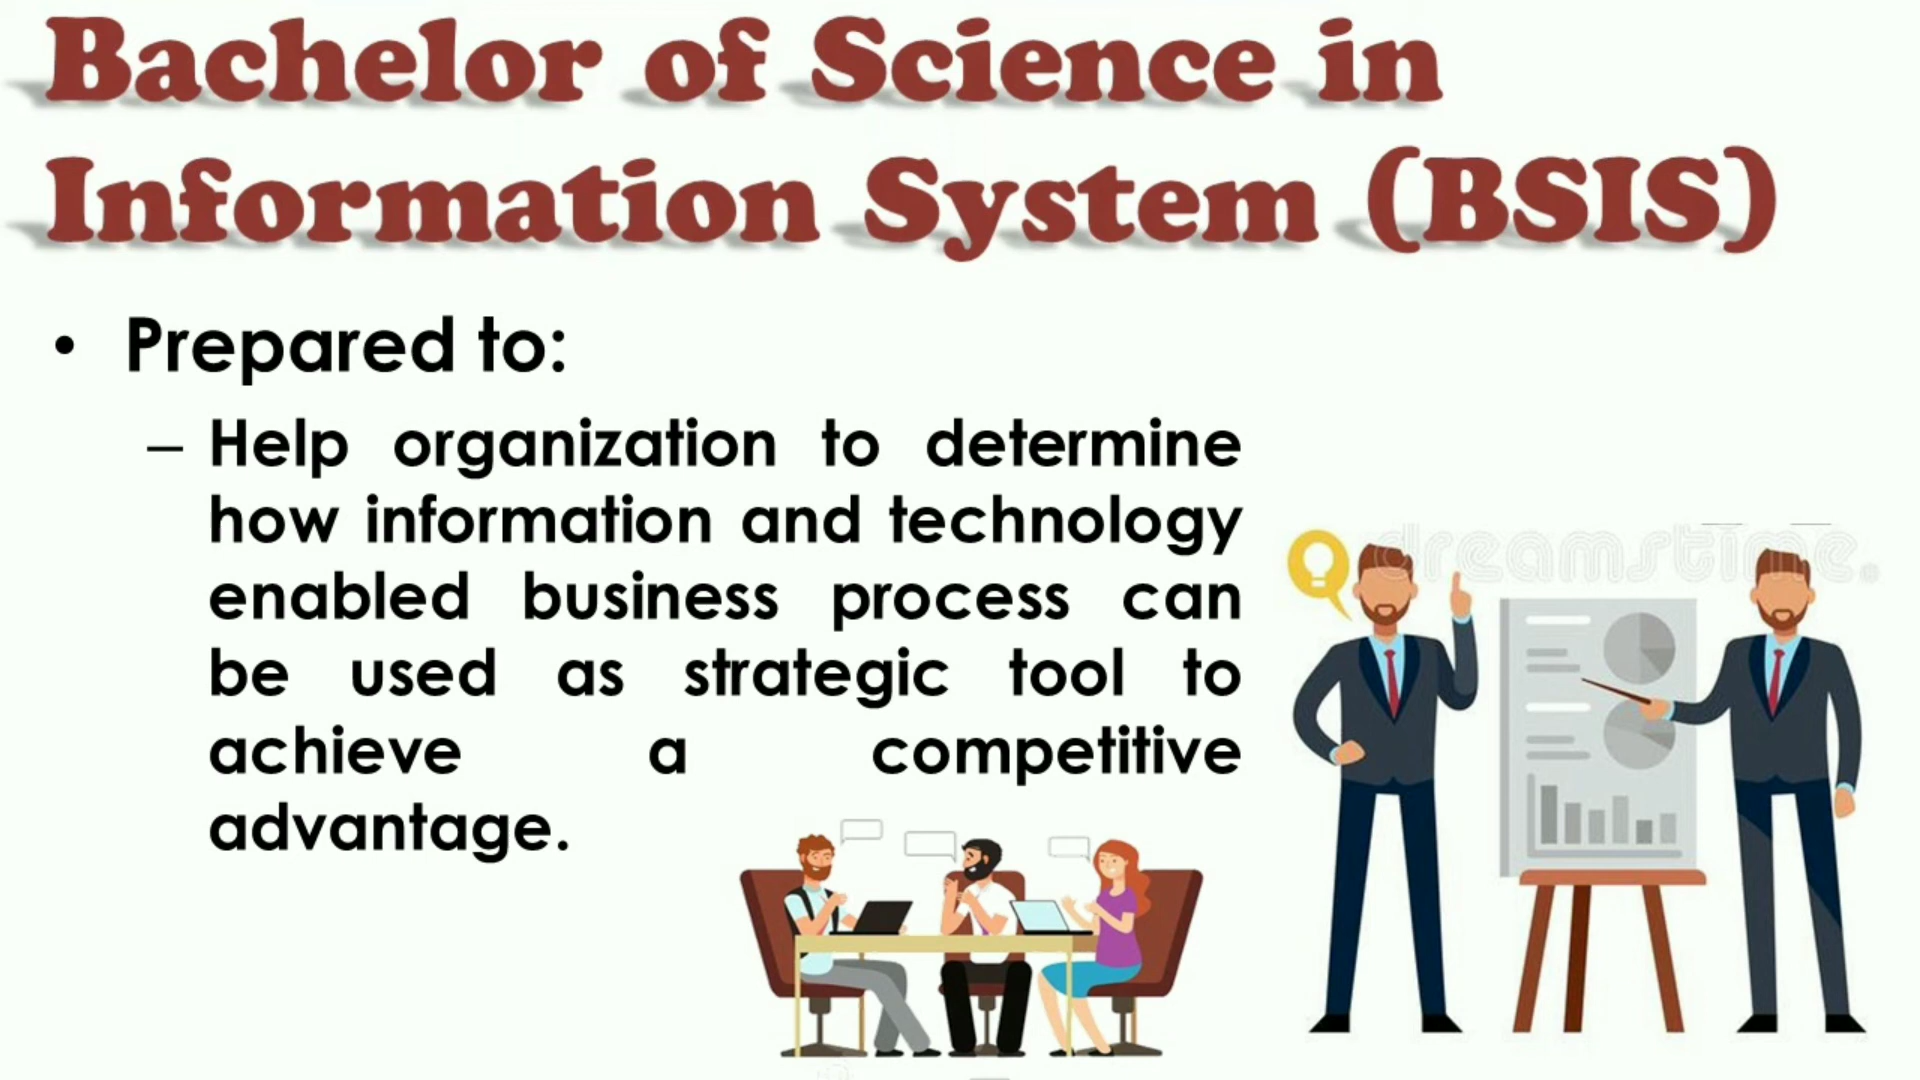 Bachelor of Science in
Information System (BSIS)
• Prepared to:
– Help organization to determine
how information and technology
enabled business process can
be used as strategic tool to
achieve a competitive
advantage.
dreamstime.